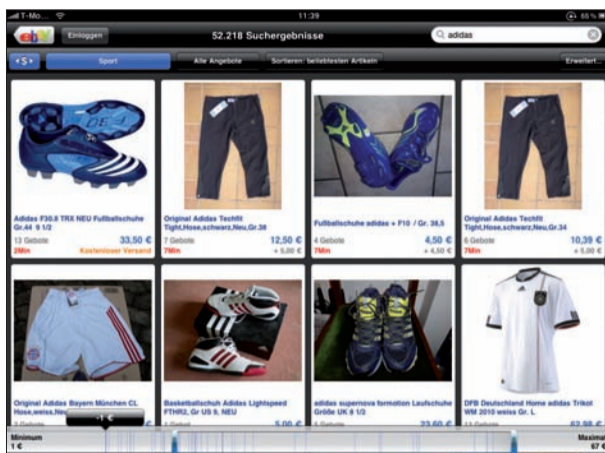 T-Mo...
11:39
65 %
ebay
Einloggen
52.218 Suchergebnisse
adidas
Sport
Alle Angebote
Sortieren: beliebtesten Artikeln
Erweitert...
Adidas F30.8 TRX NEU Fußballschuhe
Gr.44 9 1/2
13 Gebote 33,50 €
2Min Kostenloser Versand
Original Adidas Techfit
Tight,Hose,schwarz,Neu,Gr.38
7 Gebote 12,50 €
7Min + 5,00 €
Fußballschuhe adidas + F10 / Gr. 38,5
4 Gebote 4,50 €
7Min + 4,50 €
Original Adidas Techfit
Tight,Hose,schwarz,Neu,Gr.34
6 Gebote 10,39 €
7Min + 5,00 €
Original Adidas Bayern München CL
Hose,weiss,Neu
Basketballschuh Adidas Lightspeed
FTHR2, Gr US 9, NEU
5,00 €
adidas supernova formotion Laufschuhe
Größe UK 8 1/2
23,60 €
DFB Deutschland Home adidas Trikot
WM 2010 weiss Gr. L
62,98 €
-1 €
Minimum
1 €
Maxima
67 €